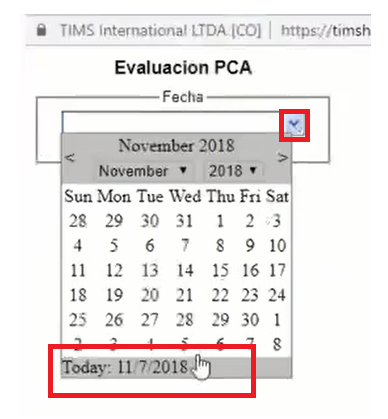 TIMS International LTDA [CO] | https://timsh
Evaluacion PCA
Fecha
November 2018
< November 2018 >
Sun Mon Tue Wed Thu Fri Sat
28 29 30 31 1 2 3
4 5 6 7 8 9 10
11 12 13 14 15 16 17
18 19 20 21 22 23 24
25 26 27 28 29 30 1
2 3 4 5 6 7 8
Today: 11/7/2018